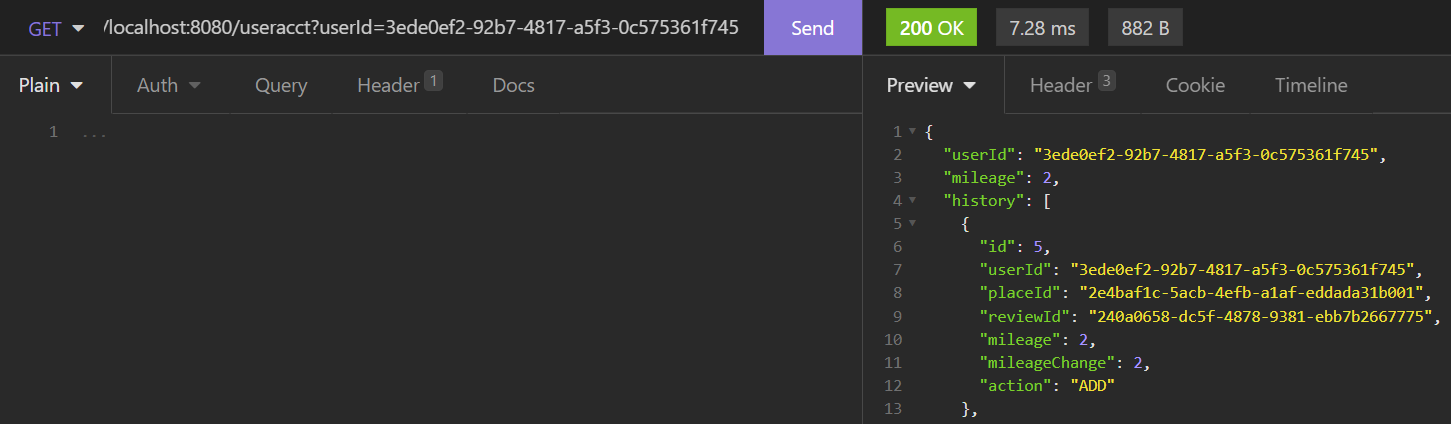 GET /localhost:8080/useracct?userId=3ede0ef2-92b7-4817-a5f3-0c575361f745 Send 200 OK 7.28 ms 882 B
Plain Auth Query Header 1 Docs
Preview Header 3 Cookie Timeline
1 ...
1 {
2 "userId": "3ede0ef2-92b7-4817-a5f3-0c575361f745",
3 "mileage": 2,
4 "history": [
5 {
6 "id": 5,
7 "userId": "3ede0ef2-92b7-4817-a5f3-0c575361f745",
8 "placeId": "2e4baf1c-5acb-4efb-a1af-eddada31b001",
9 "reviewId": "240a0658-dc5f-4878-9381-ebb7b2667775",
10 "mileage": 2,
11 "mileageChange": 2,
12 "action": "ADD"
13 },